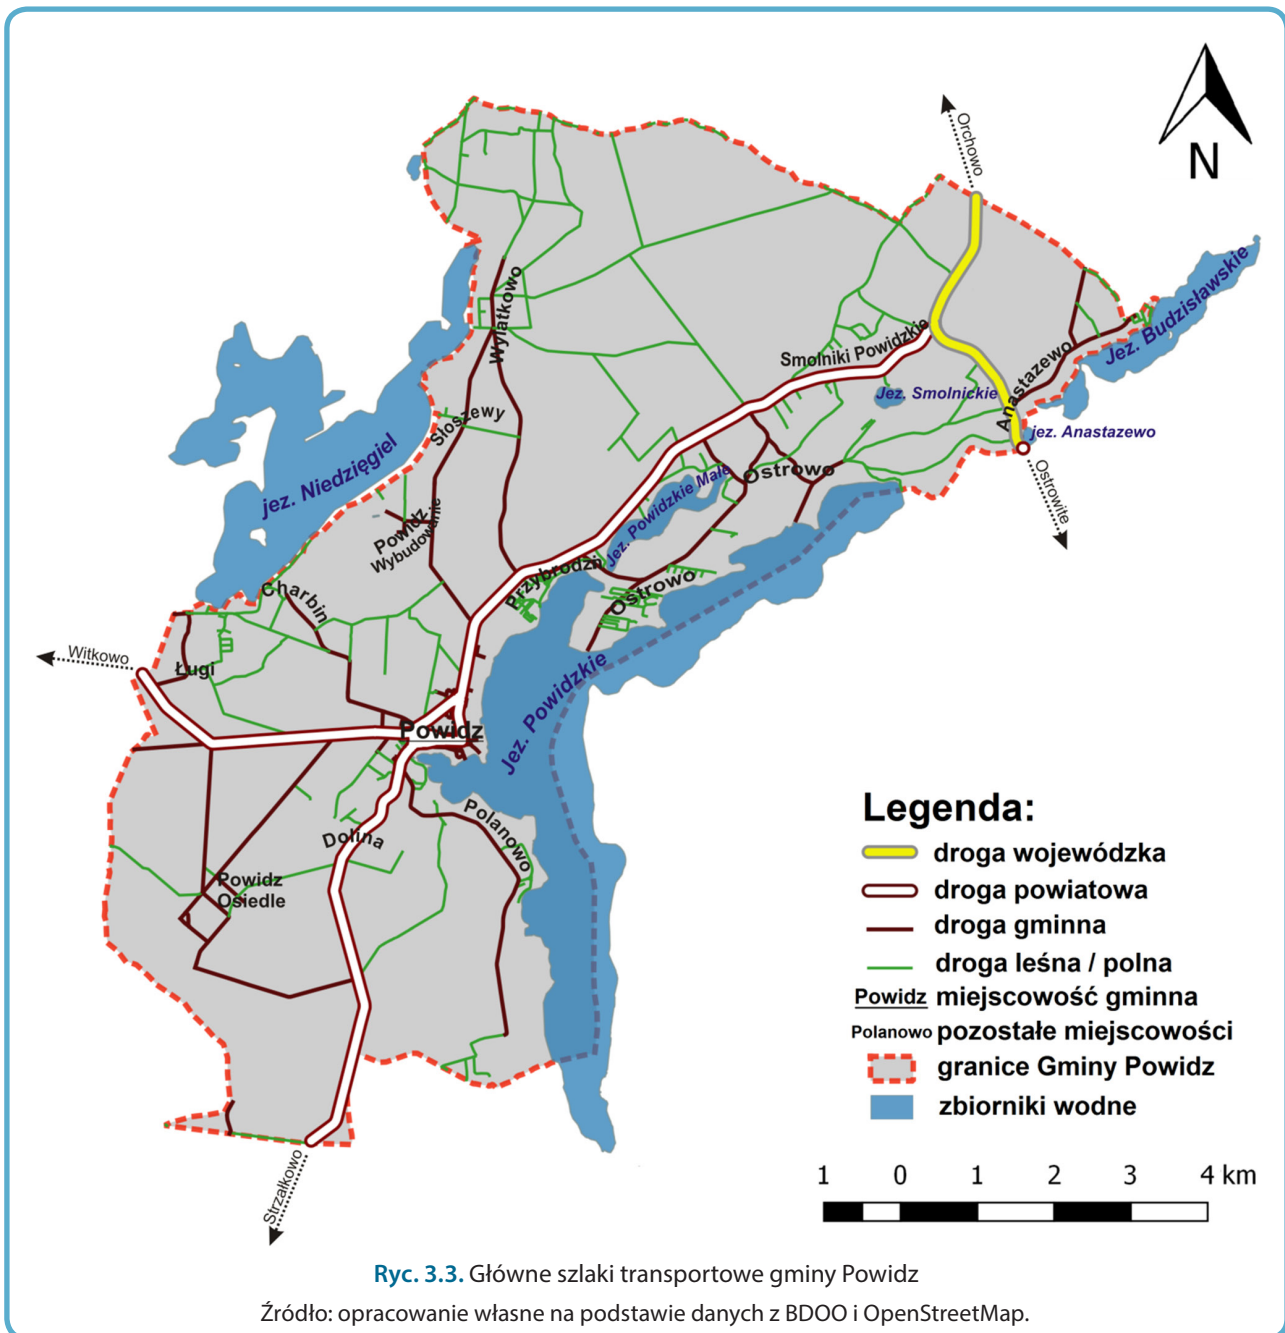 N
Orchowo
Wylatkowo
Smolniki Powidzkie
Jez. Budzisławskie
Anastazewo
Jez. Smolnickie
jez. Anastazewo
Słoszewy
Ostrowo
Ostrowite
jez. Niedzięgiel
Jez. Powidzkie Małe
Powidz
Wybudowanie
Przybrodzin
Ostrowo
Charbin
Witkowo
Ługi
Jez. Powidzkie
Powidz
Polanowo
Dolina
Powidz
Osiedle
Strzałkowo
Legenda:
droga wojewódzka
droga powiatowa
droga gminna
droga leśna / polna
Powidz miejscowość gminna
Polanowo pozostałe miejscowości
granice Gminy Powidz
zbiorniki wodne
1 0 1 2 3 4 km
Ryc. 3.3. Główne szlaki transportowe gminy Powidz
Źródło: opracowanie własne na podstawie danych z BDOO i OpenStreetMap.